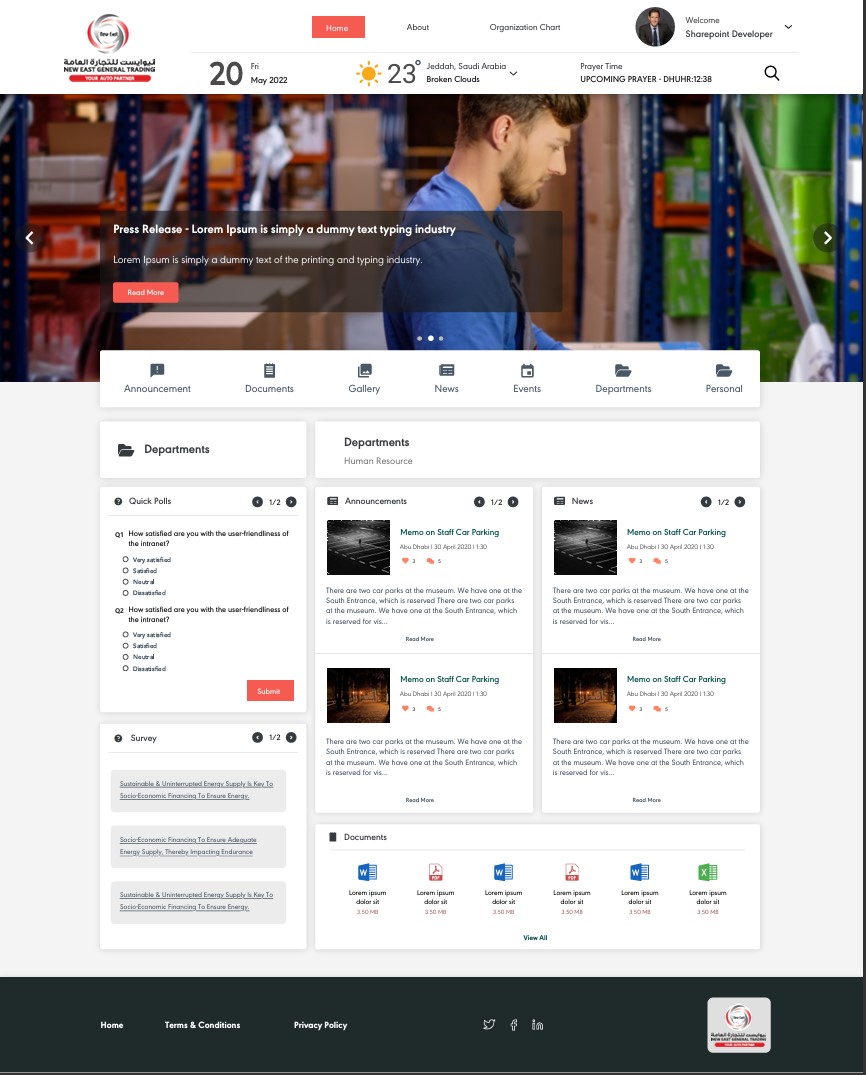 Home
About
Organization Chart
Welcome
Sharepoint Developer
New East
نيوايست للتجارة العامة
NEW EAST GENERAL TRADING
YOUR AUTO PARTNER
20
Fri
May 2022
23°
Jeddah, Saudi Arabia
Broken Clouds
Prayer Time
UPCOMING PRAYER - DHUHR:12:38
Press Release - Lorem Ipsum is simply a dummy text typing industry
Lorem Ipsum is simply a dummy text of the printing and typing industry.
Read More
Announcement
Documents
Gallery
News
Events
Departments
Personal
Departments
Departments
Human Resource
Quick Polls
1/2
Q1 How satisfied are you with the user-friendliness of
the intranet?
Very satisfied
Satisfied
Neutral
Dissatisfied
Q2 How satisfied are you with the user-friendliness of
the intranet?
Very satisfied
Satisfied
Neutral
Dissatisfied
Submit
Survey
1/2
Sustainable & Uninterrupted Energy Supply Is Key To
Socio-Economic Financing To Ensure Energy.
Socio-Economic Financing To Ensure Adequate
Energy Supply, Thereby Impacting Endurance
Sustainable & Uninterrupted Energy Supply Is Key To
Socio-Economic Financing To Ensure Energy.
Announcements
1/2
Memo on Staff Car Parking
Abu Dhabi I 30 April 2020 I 1:30
3
5
There are two car parks at the museum. We have one at the
South Entrance, which is reserved There are two car parks
at the museum. We have one at the South Entrance, which
is reserved for vis...
Read More
Memo on Staff Car Parking
Abu Dhabi I 30 April 2020 I 1:30
3
5
There are two car parks at the museum. We have one at the
South Entrance, which is reserved There are two car parks
at the museum. We have one at the South Entrance, which
is reserved for vis...
Read More
News
1/2
Memo on Staff Car Parking
Abu Dhabi I 30 April 2020 I 1:30
3
5
There are two car parks at the museum. We have one at the
South Entrance, which is reserved There are two car parks
at the museum. We have one at the South Entrance, which
is reserved for vis...
Read More
Memo on Staff Car Parking
Abu Dhabi I 30 April 2020 I 1:30
3
5
There are two car parks at the museum. We have one at the
South Entrance, which is reserved There are two car parks
at the museum. We have one at the South Entrance, which
is reserved for vis...
Read More
Documents
W
Lorem ipsum
dolor sit
3.50 MB
PDF
Lorem ipsum
dolor sit
3.50 MB
W
Lorem ipsum
dolor sit
3.50 MB
PDF
Lorem ipsum
dolor sit
3.50 MB
W
Lorem ipsum
dolor sit
3.50 MB
X
Lorem ipsum
dolor sit
3.50 MB
View All
Home
Terms & Conditions
Privacy Policy
New East
نيوايست للتجارة العامة
NEW EAST GENERAL TRADING
YOUR AUTO PARTNER